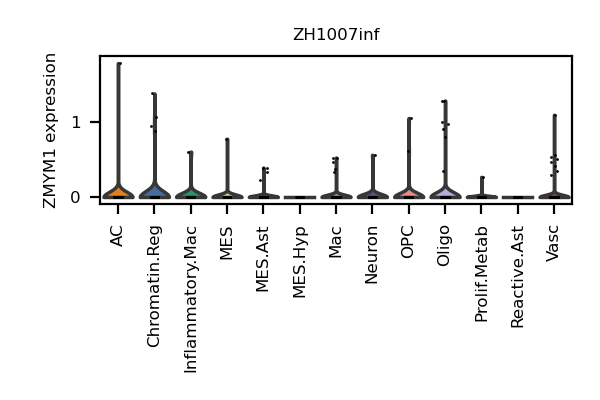 ZH1007inf
ZMYM1 expression
1
0
AC
Chromatin.Reg
Inflammatory.Mac
MES
MES.Ast
MES.Hyp
Mac
Neuron
OPC
Oligo
Prolif.Metab
Reactive.Ast
Vasc